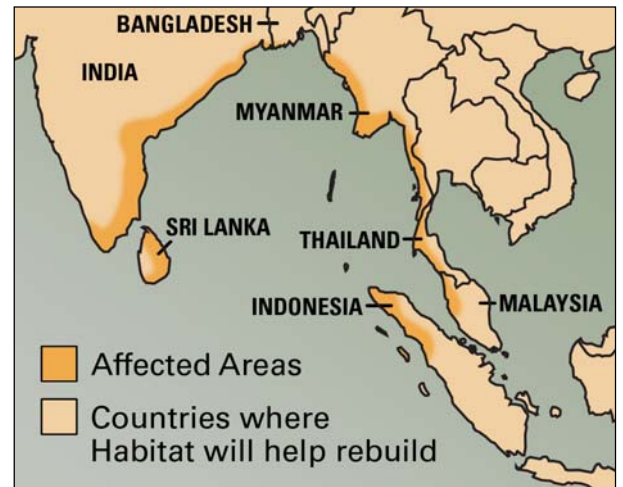 BANGLADESH
INDIA
MYANMAR
SRI LANKA
THAILAND
INDONESIA
MALAYSIA
Affected Areas
Countries where
Habitat will help rebuild